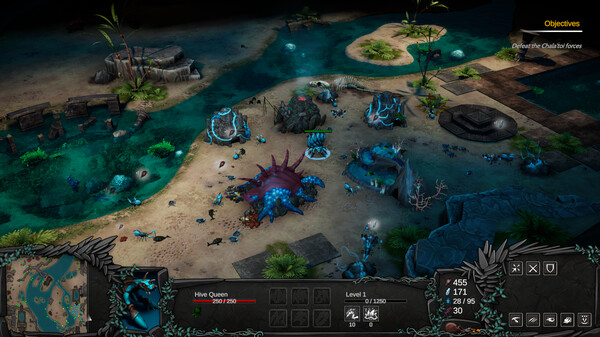 Objectives
Defeat the Chala'tol forces
Hive Queen
250 / 250
Level 1
0 / 1250
10
0
455
171
28 / 95
30